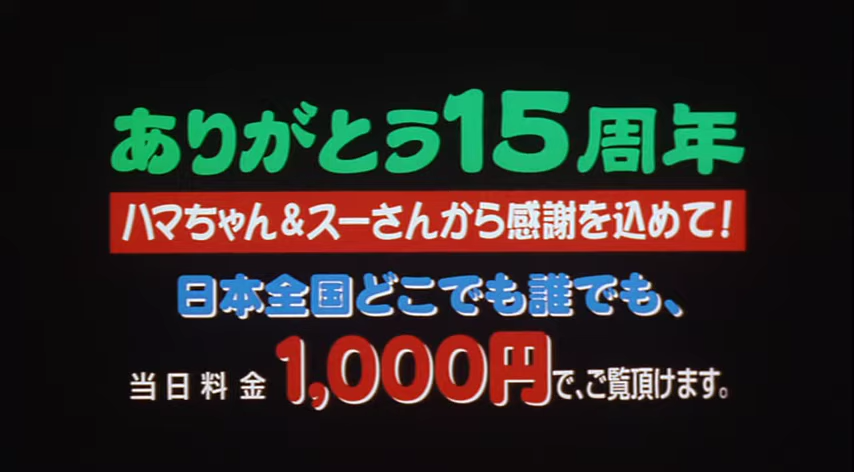 ありがとう15周年
ハマちゃん&スーさんから感謝を込めて!
日本全国どこでも誰でも、
当日料金1,000円で、ご覧頂けます。